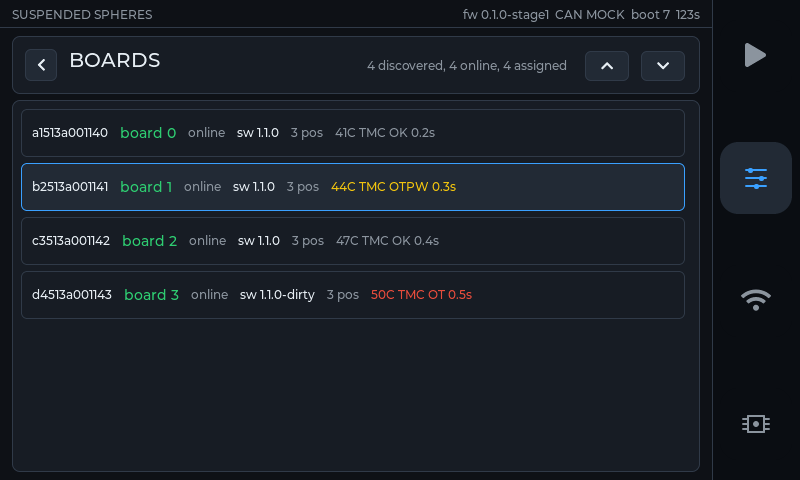 SUSPENDED SPHERES fw 0.1.0-stage1 CAN MOCK boot 7 123s
BOARDS 4 discovered, 4 online, 4 assigned
a1513a001140 board 0 online sw 1.1.0 3 pos 41C TMC OK 0.2s
b2513a001141 board 1 online sw 1.1.0 3 pos 44C TMC OTPW 0.3s
c3513a001142 board 2 online sw 1.1.0 3 pos 47C TMC OK 0.4s
d4513a001143 board 3 online sw 1.1.0-dirty 3 pos 50C TMC OT 0.5s